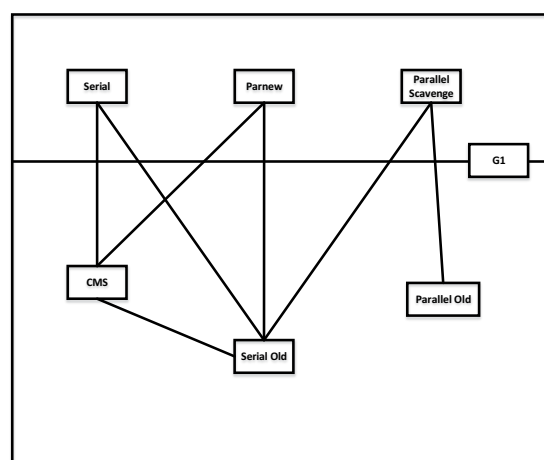 Serial
Parnew
Parallel
Scavenge
G1
CMS
Parallel Old
Serial Old